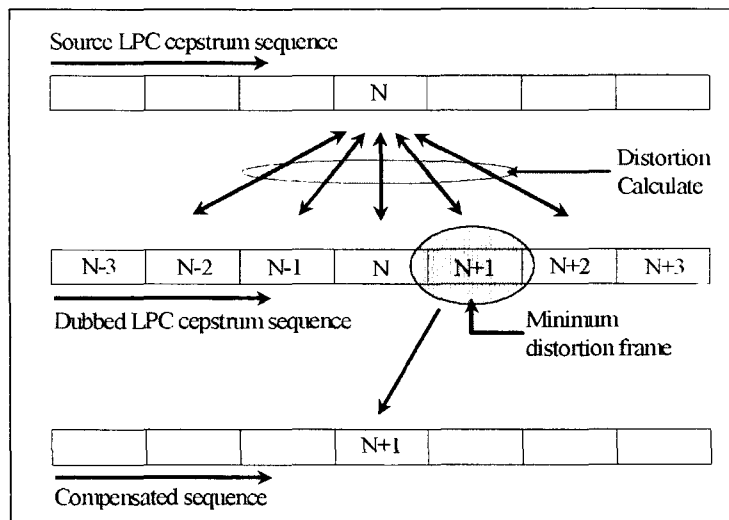 Source LPC cepstrum sequence
N
Distortion
Calculate
N-3 N-2 N-1 N N+1 N+2 N+3
Dubbed LPC cepstrum sequence
Minimum
distortion frame
N+1
Compensated sequence